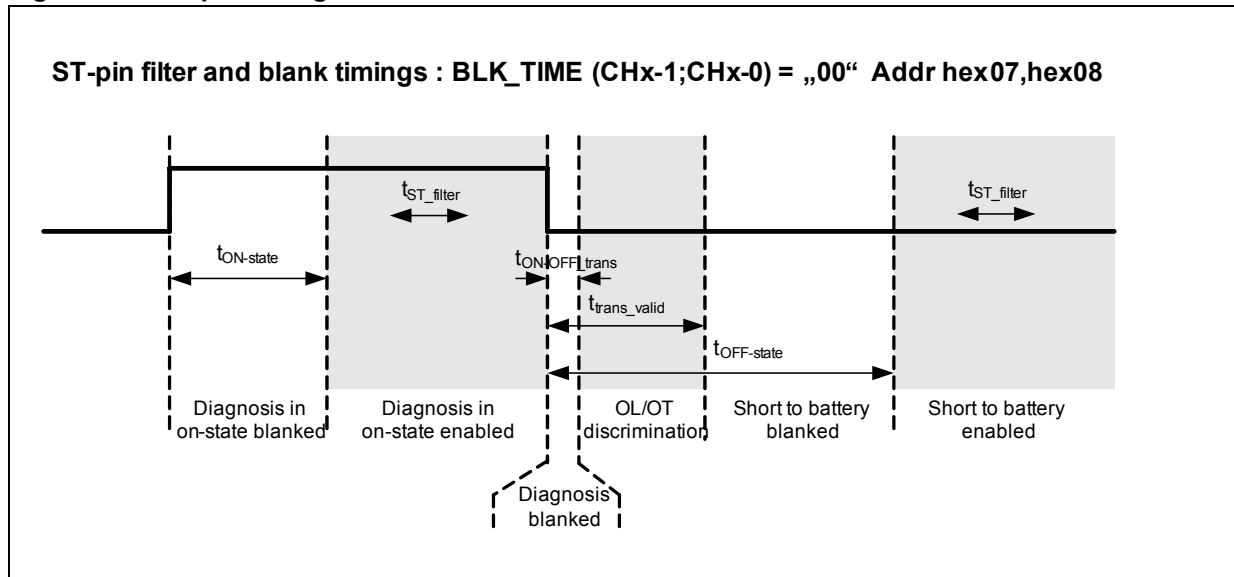 ST-pin filter and blank timings : BLK_TIME (CHx-1;CHx-0) = „00“ Addr hex07,hex08
tST_filter
tST_filter
tON-state
tON-OFF_trans
ttrans_valid
tOFF-state
Diagnosis in
on-state blanked
Diagnosis in
on-state enabled
OL/OT
discrimination
Short to battery
blanked
Short to battery
enabled
Diagnosis
blanked